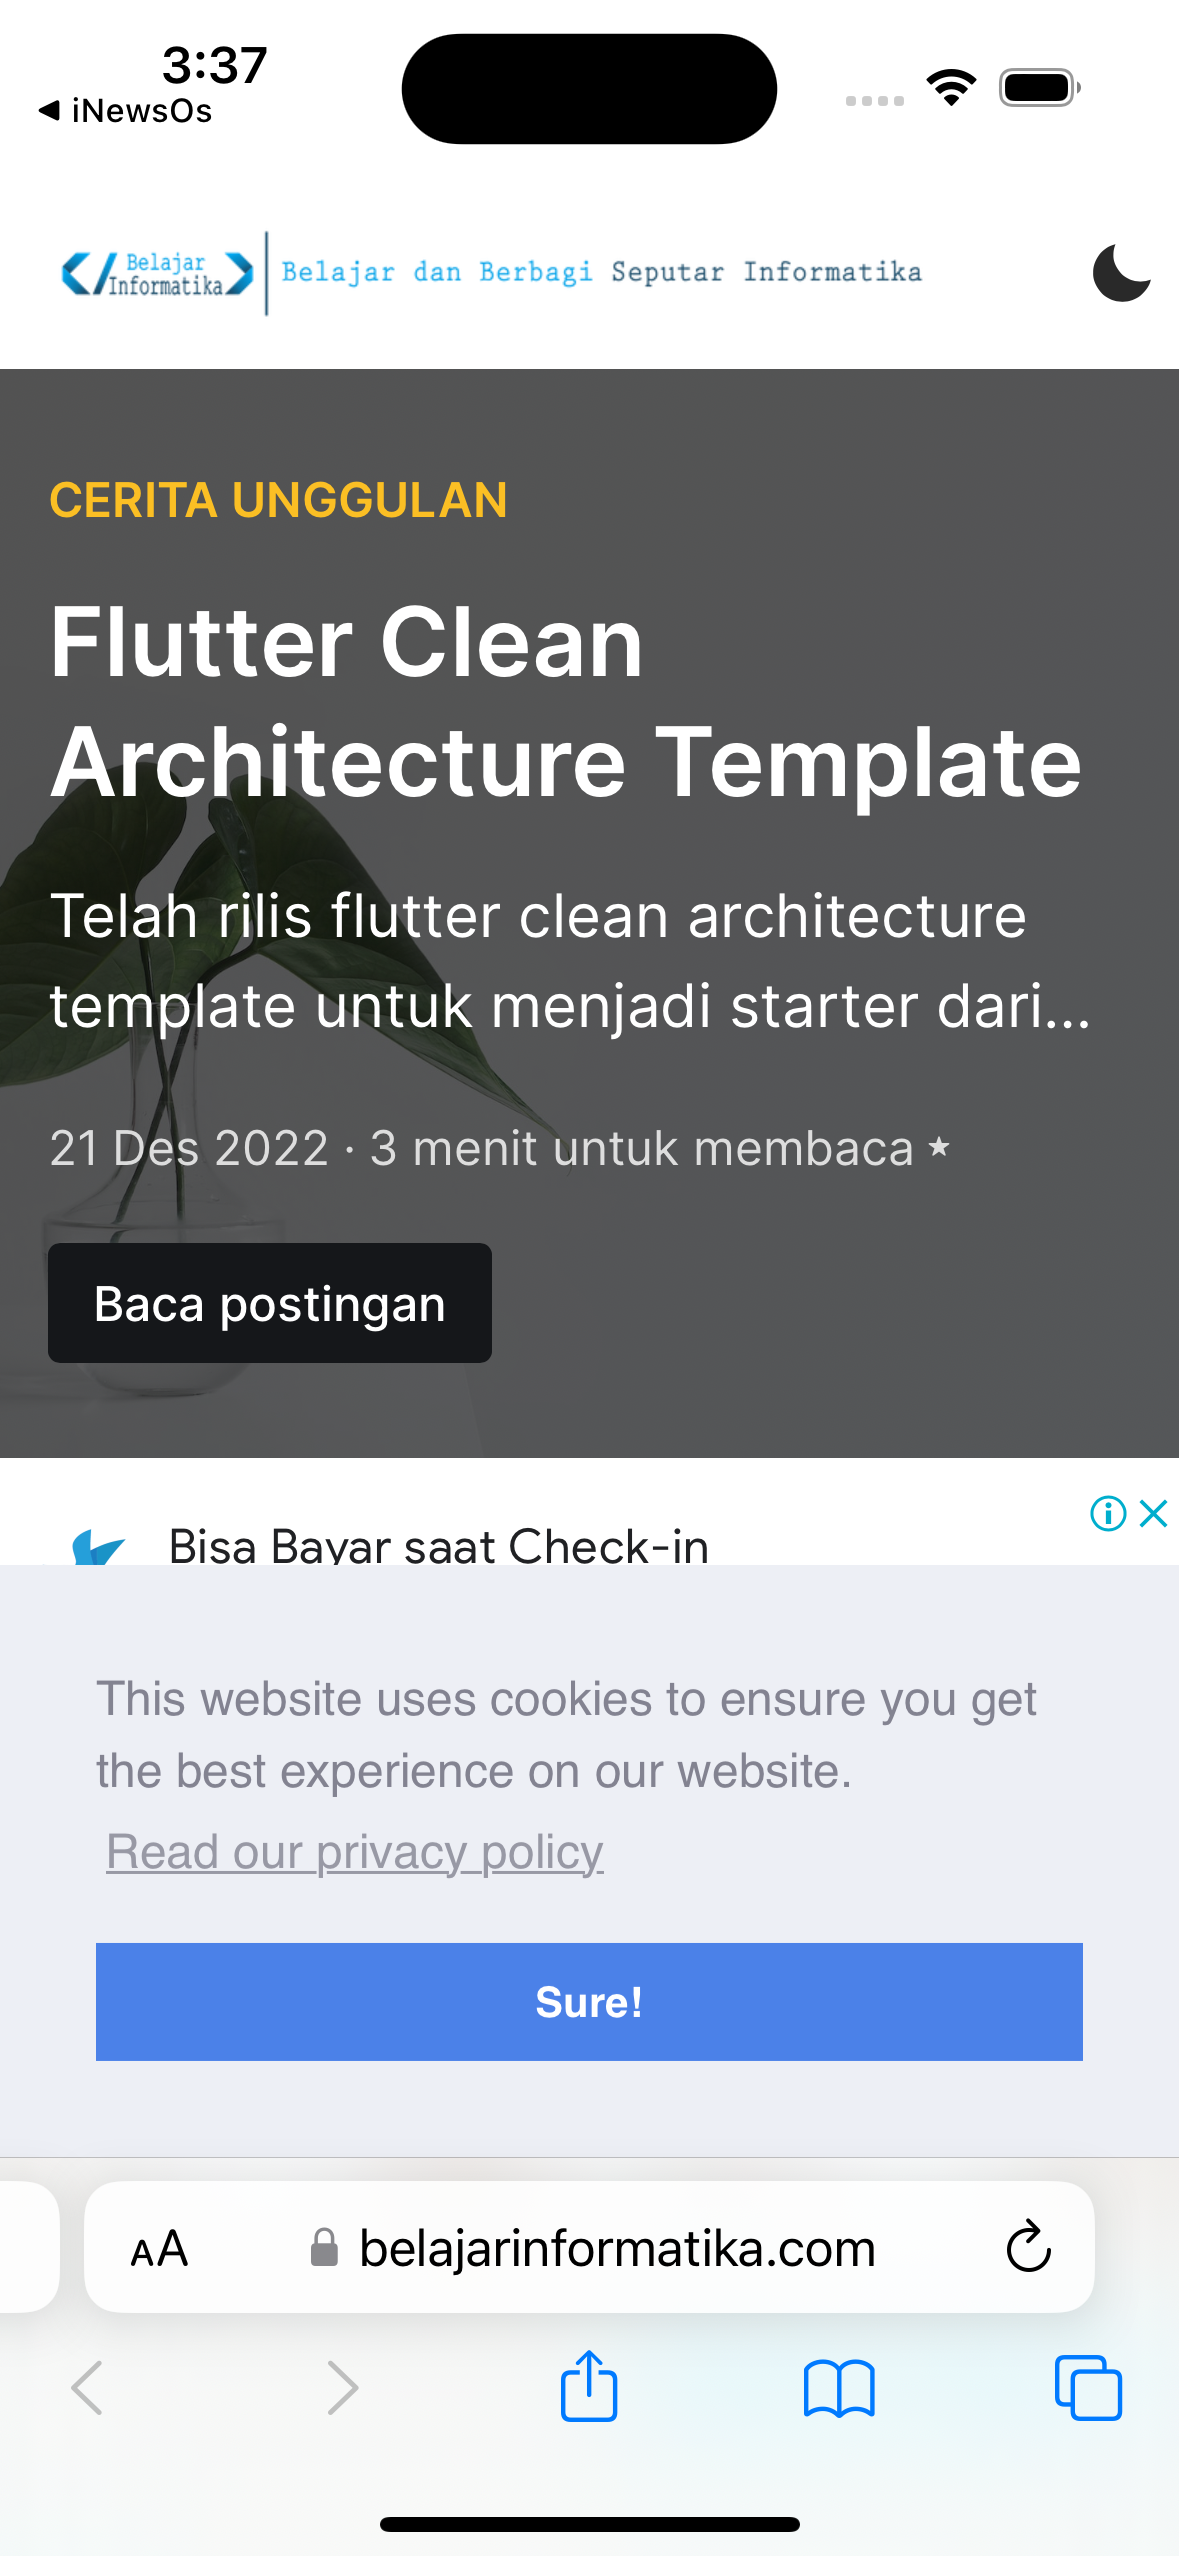 3:37
◀ iNewsOs
Belajar
Informatika
Belajar dan Berbagi Seputar Informatika
CERITA UNGGULAN
Flutter Clean
Architecture Template
Telah rilis flutter clean architecture
template untuk menjadi starter dari...
21 Des 2022 · 3 menit untuk membaca ★
Baca postingan
Bisa Bayar saat Check-in
This website uses cookies to ensure you get
the best experience on our website.
Read our privacy policy
Sure!
AA belajarinformatika.com